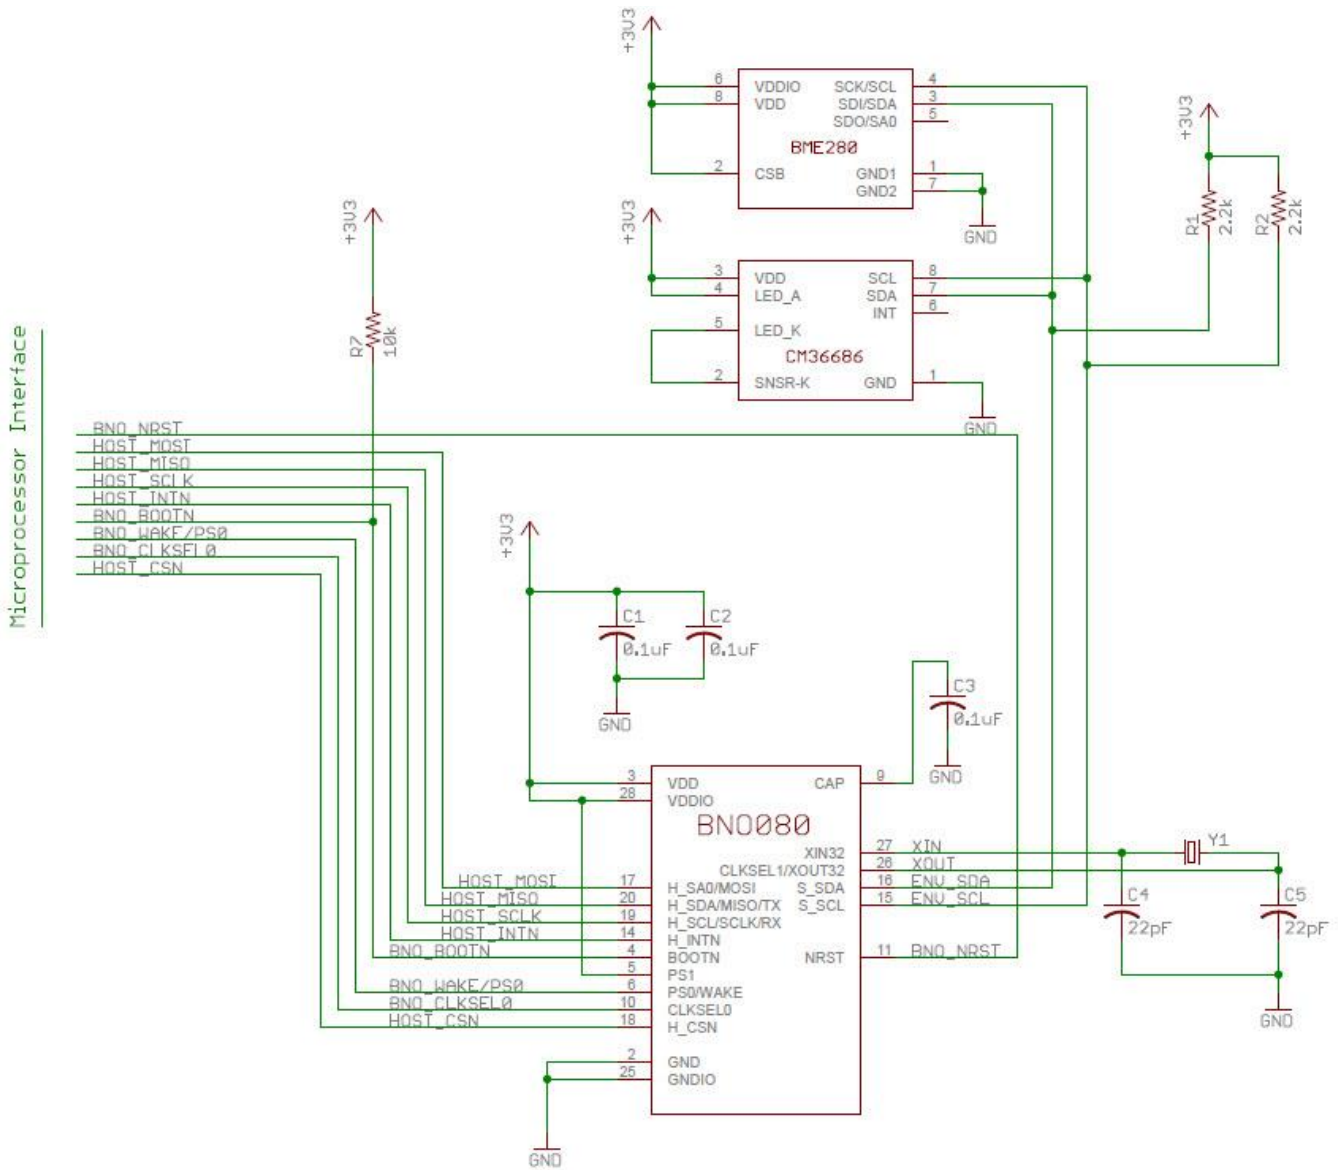 +3V3
6 VDDIO SCK/SCL 4
8 VDD SDI/SDA 3
SDO/SA0 5
BME280
2 CSB GND1 1
GND2 7
GND
+3V3
R1 2.2k
R2 2.2k
+3V3
3 VDD SCL 8
4 LED_A SDA 7
INT 6
5 LED_K
CM36686
2 SNSR-K GND 1
GND
+3V3
R7 10k
Microprocessor Interface
BNO_NRST
HOST_MOSI
HOST_MISO
HOST_SCLK
HOST_INTN
BNO_BOOTN
BNO_WAKE/PS0
BNO_CLKSEL0
HOST_CSN
+3V3
C1 0.1uF
C2 0.1uF
GND
C3 0.1uF
GND
3 VDD CAP 9
28 VDDIO
BNO080
XIN32 27 XIN
CLKSEL1/XOUT32 26 XOUT
HOST_MOSI 17 H_SA0/MOSI S_SDA 16 ENV_SDA
HOST_MISO 20 H_SDA/MISO/TX S_SCL 15 ENV_SCL
HOST_SCLK 19 H_SCL/SCLK/RX
HOST_INTN 14 H_INTN
BNO_BOOTN 4 BOOTN NRST 11 BNO_NRST
5 PS1
BNO_WAKE/PS0 6 PS0/WAKE
BNO_CLKSEL0 10 CLKSEL0
HOST_CSN 18 H_CSN
2 GND
25 GNDIO
GND
Y1
C4 22pF
C5 22pF
GND